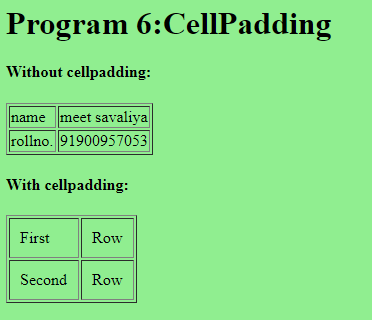 Program 6:CellPadding
Without cellpadding:
name meet savaliya
rollno. 91900957053
With cellpadding:
First Row
Second Row